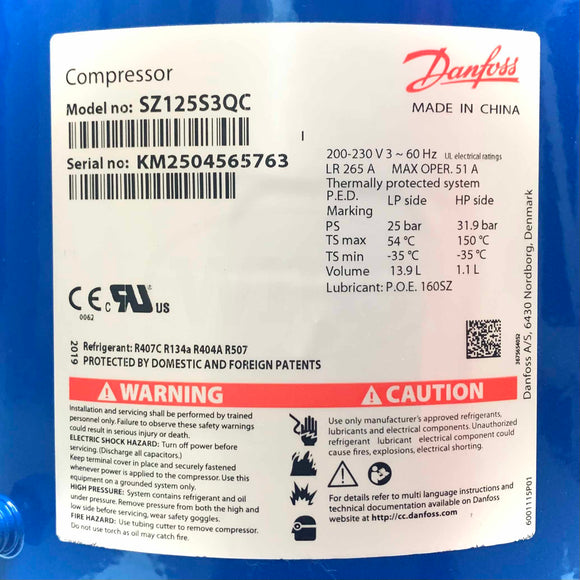 Compressor
Danfoss
MADE IN CHINA
Model no: SZ125S3QC
Serial no: KM2504565763
I
200-230 V 3 ~ 60 Hz UL electrical ratings
LR 265 A MAX OPER. 51 A
Thermally protected system
P.E.D. LP side HP side
Marking
PS 25 bar 31.9 bar
TS max 54 °C 150 °C
TS min -35 °C -35 °C
Volume 13.9 L 1.1 L
Lubricant: P.O.E. 160SZ
CE 0062
c RU US
2019
Refrigerant: R407C R134a R404A R507
PROTECTED BY DOMESTIC AND FOREIGN PATENTS
Danfoss A/S, 6430 Nordborg, Denmark
WARNING
Installation and servicing shall be performed by trained
personnel only. Failure to observe these safety warnings
could result in serious injury or death.
ELECTRIC SHOCK HAZARD: Turn off power before
servicing. (Discharge all capacitors.)
Keep terminal cover in place and securely fastened
whenever power is applied to the compressor. Use this
equipment on a grounded system only.
HIGH PRESSURE: System contains refrigerant and oil
under pressure. Remove pressure from both the high and
low side before servicing, wear safety goggles.
FIRE HAZARD: Use tubing cutter to remove compressor.
Do not use torch as oil may catch fire.
CAUTION
Use only manufacturer's approved refrigerants,
lubricants and electrical components. Unauthorized
refrigerant lubricant electrical component could
cause fires, explosions, electrical shorting.
For details refer to multi language instructions and
technical documentation available on Danfoss
web site at http://cc.danfoss.com
6001115P01